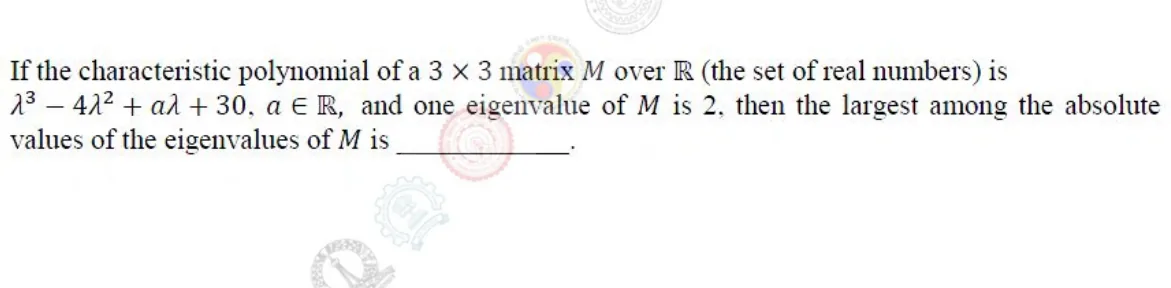 If the characteristic polynomial of a 3 × 3 matrix M over ℝ (the set of real numbers) is
λ³ − 4λ² + aλ + 30, a ∈ ℝ, and one eigenvalue of M is 2, then the largest among the absolute
values of the eigenvalues of M is ____________.